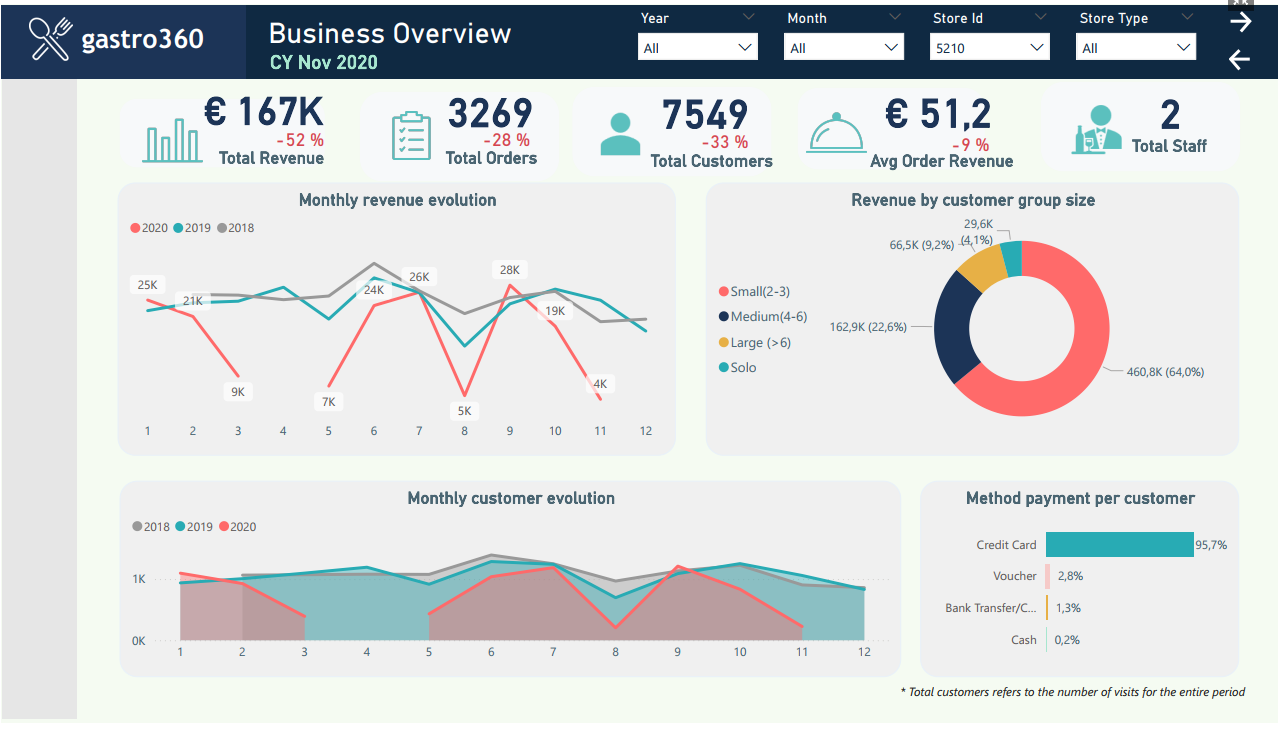 gastro360
Business Overview
CY Nov 2020
Year
All
Month
All
Store Id
5210
Store Type
All
€ 167K
-52 %
Total Revenue
3269
-28 %
Total Orders
7549
-33 %
Total Customers
€ 51,2
-9 %
Avg Order Revenue
2
Total Staff
Monthly revenue evolution
2020 2019 2018
25K
21K
9K
7K
24K
26K
5K
28K
19K
4K
1 2 3 4 5 6 7 8 9 10 11 12
Revenue by customer group size
Small(2-3)
Medium(4-6)
Large (>6)
Solo
29,6K
(4,1%)
66,5K (9,2%)
162,9K (22,6%)
460,8K (64,0%)
Monthly customer evolution
2018 2019 2020
1K
0K
1 2 3 4 5 6 7 8 9 10 11 12
Method payment per customer
Credit Card 95,7%
Voucher 2,8%
Bank Transfer/C... 1,3%
Cash 0,2%
* Total customers refers to the number of visits for the entire period